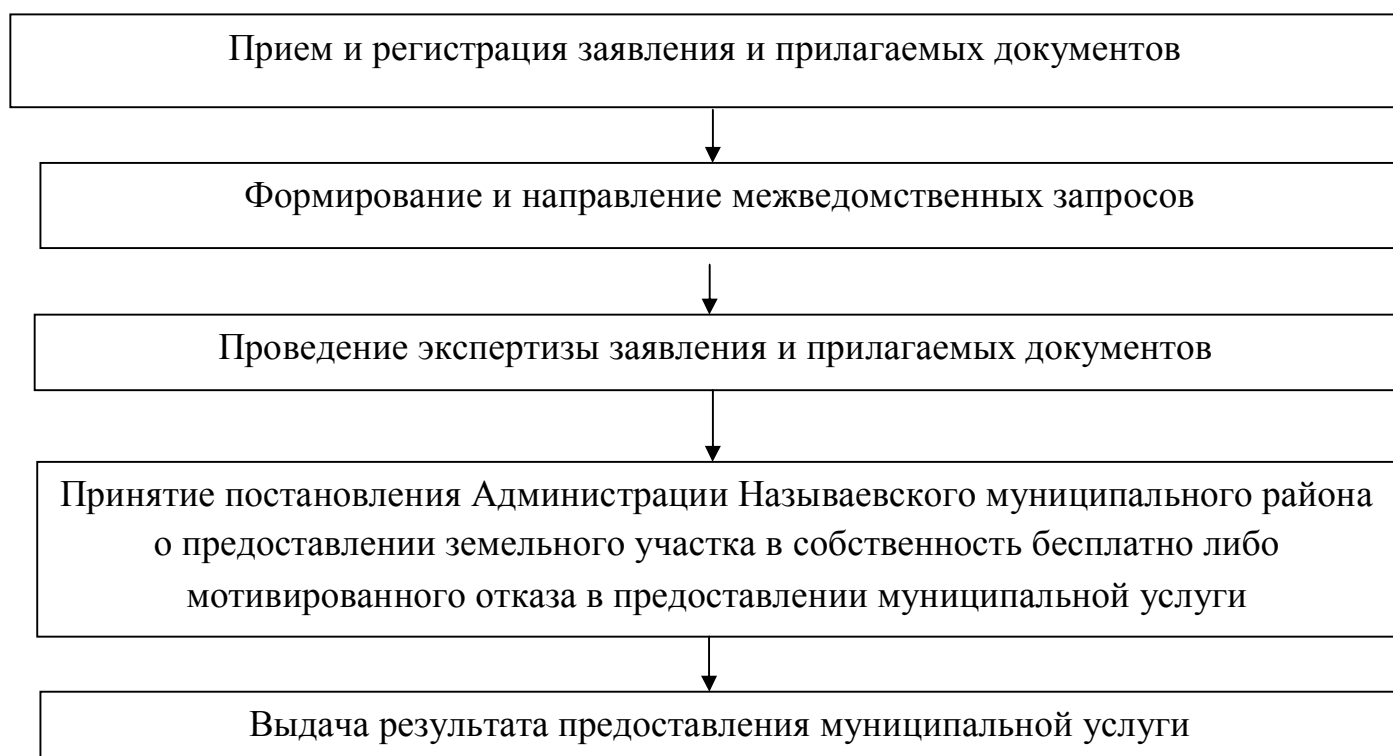 Прием и регистрация заявления и прилагаемых документов
Формирование и направление межведомственных запросов
Проведение экспертизы заявления и прилагаемых документов
Принятие постановления Администрации Называевского муниципального района
о предоставлении земельного участка в собственность бесплатно либо
мотивированного отказа в предоставлении муниципальной услуги
Выдача результата предоставления муниципальной услуги